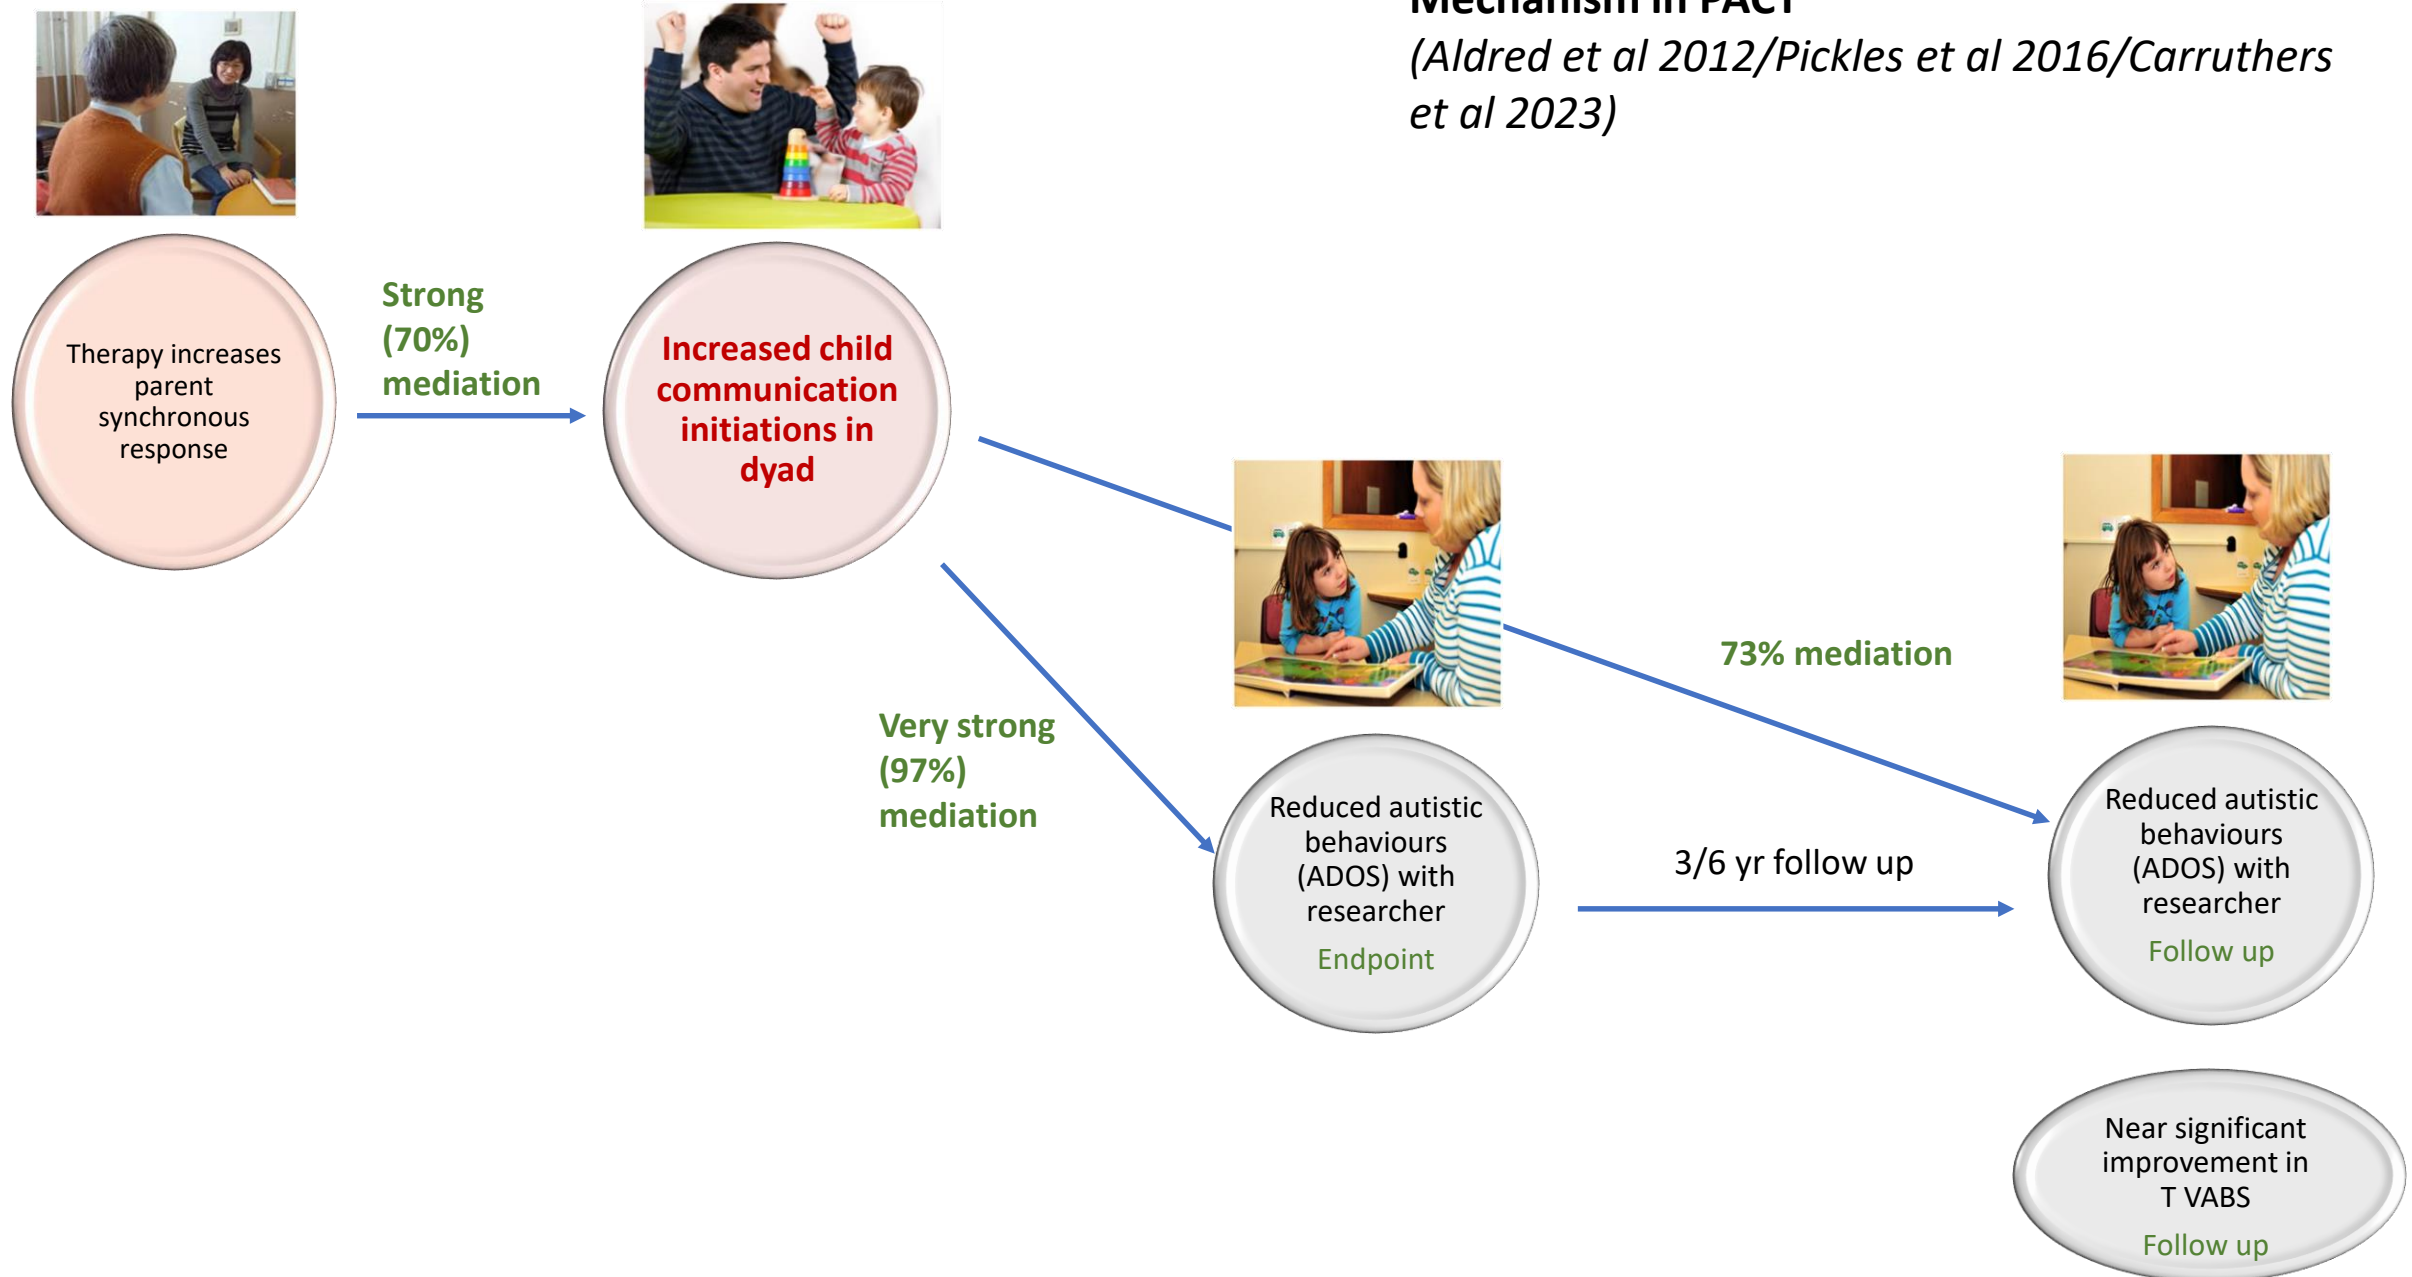 Mechanism in PACT
(Aldred et al 2012/Pickles et al 2016/Carruthers
et al 2023)
Therapy increases
parent
synchronous
response
Strong
(70%)
mediation
Increased child
communication
initiations in
dyad
Very strong
(97%)
mediation
73% mediation
Reduced autistic
behaviours
(ADOS) with
researcher
Endpoint
3/6 yr follow up
Reduced autistic
behaviours
(ADOS) with
researcher
Follow up
Near significant
improvement in
T VABS
Follow up